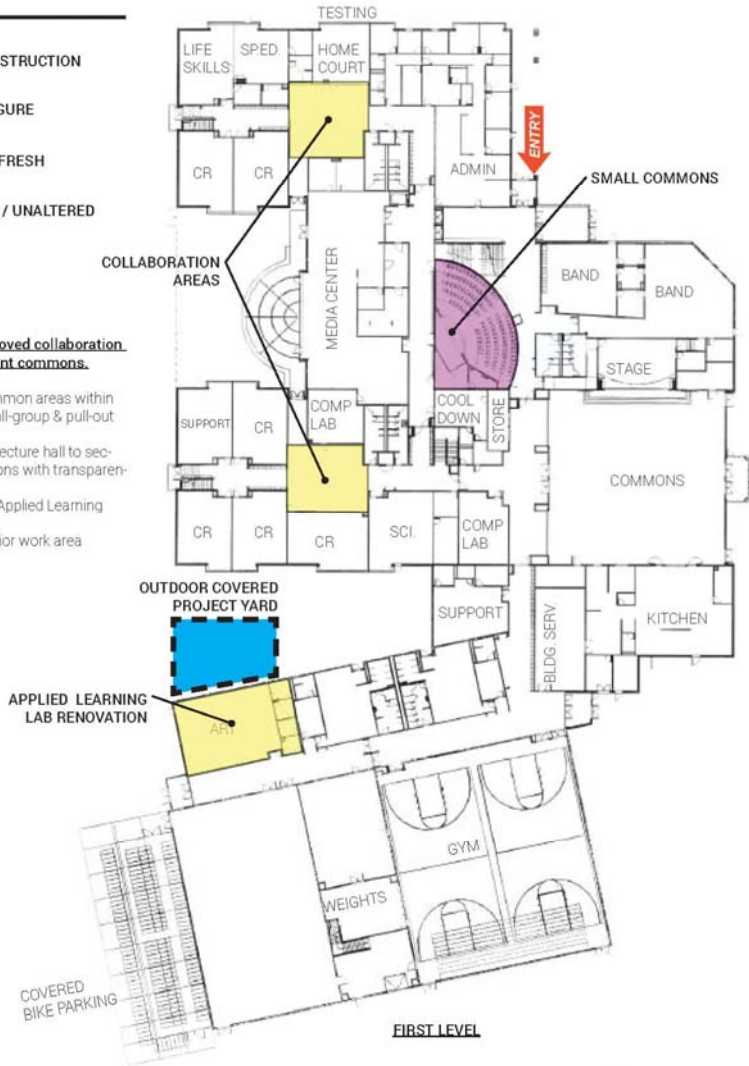 STRUCTION
GURE
FRESH
/ UNALTERED
oved collaboration
nt commons.
mmon areas within
all-group & pull-out
ecture hall to sec-
ons with transparen-
Applied Learning
ior work area
TESTING
LIFE
SKILLS
SPED.
HOME
COURT
CR
CR
ADMIN
ENTRY
SMALL COMMONS
COLLABORATION
AREAS
MEDIA CENTER
BAND
BAND
STAGE
COOL
DOWN
STORE
COMP
LAB
SUPPORT
CR
COMMONS
CR
CR
CR
SCI.
COMP
LAB
SUPPORT
BLDG. SERV.
KITCHEN
OUTDOOR COVERED
PROJECT YARD
APPLIED LEARNING
LAB RENOVATION
ART
GYM
WEIGHTS
COVERED
BIKE PARKING
FIRST LEVEL